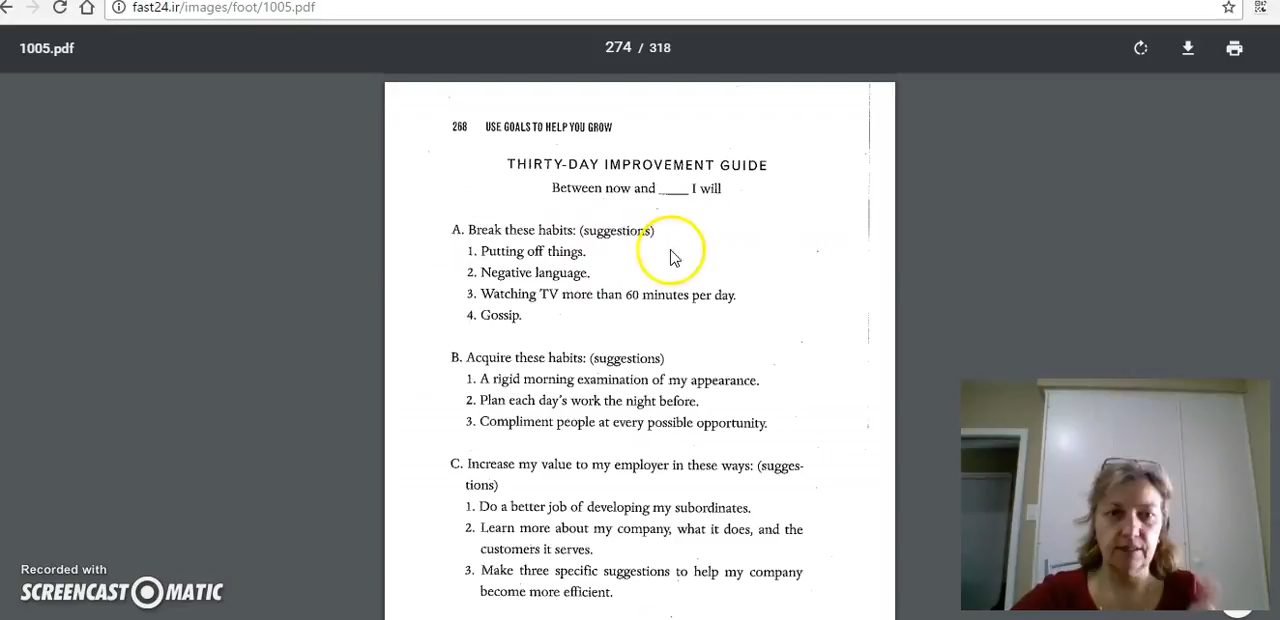 fast24.ir/images/foot/1005.pdf
1005.pdf
274 / 318
268 USE GOALS TO HELP YOU GROW
THIRTY-DAY IMPROVEMENT GUIDE
Between now and ____ I will
A. Break these habits: (suggestions)
1. Putting off things.
2. Negative language.
3. Watching TV more than 60 minutes per day.
4. Gossip.
B. Acquire these habits: (suggestions)
1. A rigid morning examination of my appearance.
2. Plan each day's work the night before.
3. Compliment people at every possible opportunity.
C. Increase my value to my employer in these ways: (sugges-
tions)
1. Do a better job of developing my subordinates.
2. Learn more about my company, what it does, and the
customers it serves.
3. Make three specific suggestions to help my company
become more efficient.
Recorded with
SCREENCAST MATIC